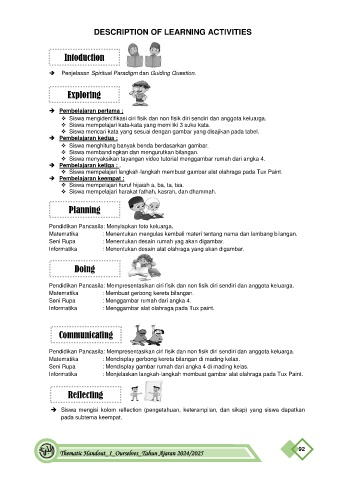 DESCRIPTION OF LEARNING ACTIVITIES
Intoduction
➔ Penjelasan Spiritual Paradigm dan Guiding Question.
Exploring
➔ Pembelajaran pertama :
❖ Siswa mengidentifikasi ciri fisik dan non fisik diri sendiri dan anggota keluarga.
❖ Siswa mempelajari kata-kata yang memiliki 3 suku kata.
❖ Siswa mencari kata yang sesuai dengan gambar yang disajikan pada tabel.
➔ Pembelajaran kedua :
❖ Siswa menghitung banyak benda berdasarkan gambar.
❖ Siswa membandingkan dan mengurutkan bilangan.
❖ Siswa menyaksikan layangan video tutorial menggambar rumah dari angka 4.
➔ Pembelajaran ketiga :
❖ Siswa mempelajari langkah-langkah membuat gambar alat olahraga pada Tux Paint.
➔ Pembelajaran keempat :
❖ Siswa mempelajari huruf hijaiah a, ba, ta, tsa.
❖ Siswa mempelajari harakat fathah, kasrah, dan dhammah.
Planning
Pendidikan Pancasila: Menyiapkan foto keluarga.
Matematika : Menentukan mengulas kembali materi tentang nama dan lambang bilangan.
Seni Rupa : Menentukan desain rumah yag akan digambar.
Informatika : Menentukan desain alat olahraga yang akan digambar.
Doing
Pendidikan Pancasila: Mempresentasikan ciri fisik dan non fisik diri sendiri dan anggota keluarga.
Matematika : Membuat gerbong kereta bilangan.
Seni Rupa : Menggambar rumah dari angka 4.
Informatika : Menggambar alat olahraga pada Tux paint.
Communicating
Pendidikan Pancasila: Mempresentasikan ciri fisik dan non fisik diri sendiri dan anggota keluarga.
Matematika : Mendisplay gerbong kereta bilangan di mading kelas.
Seni Rupa : Mendisplay gambar rumah dari angka 4 di mading kelas.
Informatika : Menjelaskan langkah-langkah membuat gambar alat olahraga pada Tux Paint.
Reflecting
➔ Siswa mengisi kolom reflection (pengetahuan, keterampilan, dan sikap) yang siswa dapatkan
pada subtema keempat.
Thematic Handout_1_Ourselves_Tahun Ajaran 2024/2025
92